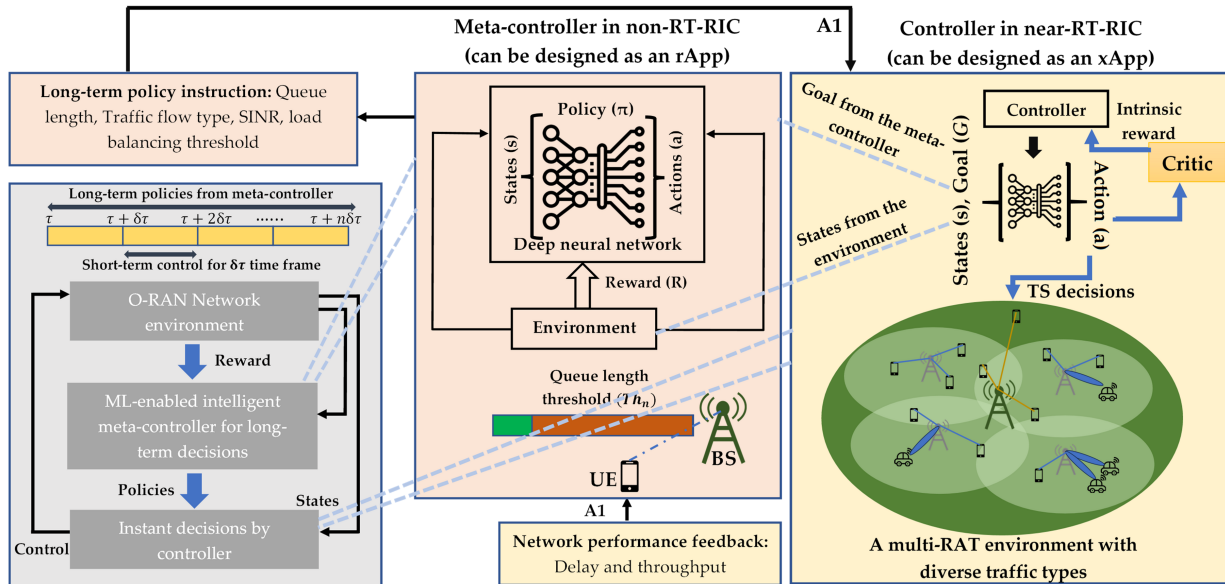 Meta-controller in non-RT-RIC
(can be designed as an rApp)
A1
Controller in near-RT-RIC
(can be designed as an xApp)
Long-term policy instruction: Queue
length, Traffic flow type, SINR, load
balancing threshold
Long-term policies from meta-controller
τ
τ + δτ
τ + 2δτ
......
τ + nδτ
Short-term control for δτ time frame
O-RAN Network
environment
Reward
ML-enabled intelligent
meta-controller for long-
term decisions
Policies
States
Instant decisions by
controller
Control
Policy (π)
States (s)
Actions (a)
Deep neural network
Reward (R)
Environment
Queue length
threshold (Th_n)
BS
UE
A1
Network performance feedback:
Delay and throughput
Goal from the meta-
controller
States from the
environment
Controller
Intrinsic
reward
Critic
States (s), Goal (G)
Action (a)
TS decisions
A multi-RAT environment with
diverse traffic types